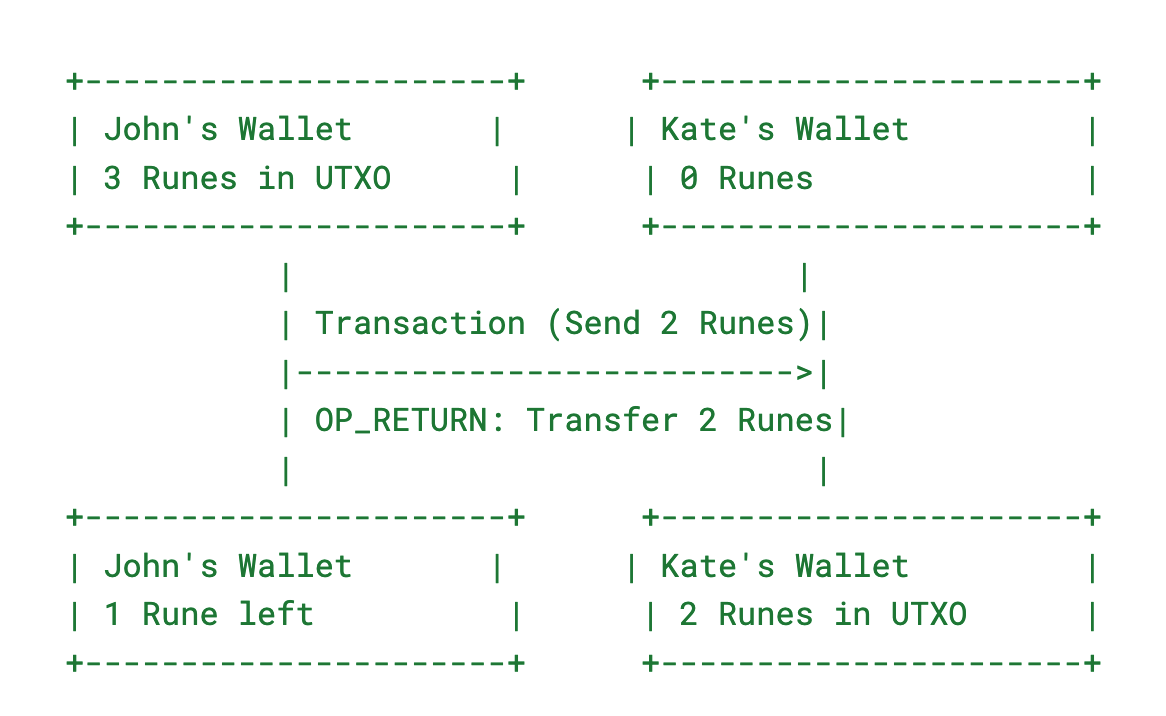 +----------------------+      +----------------------+
| John's Wallet       |      | Kate's Wallet         |
| 3 Runes in UTXO      |      | 0 Runes              |
+----------------------+      +----------------------+
           |                          |
           | Transaction (Send 2 Runes)|
           |-------------------------->|
           | OP_RETURN: Transfer 2 Runes|
           |                           |
+----------------------+      +----------------------+
| John's Wallet       |      | Kate's Wallet         |
| 1 Rune left          |      | 2 Runes in UTXO      |
+----------------------+      +----------------------+